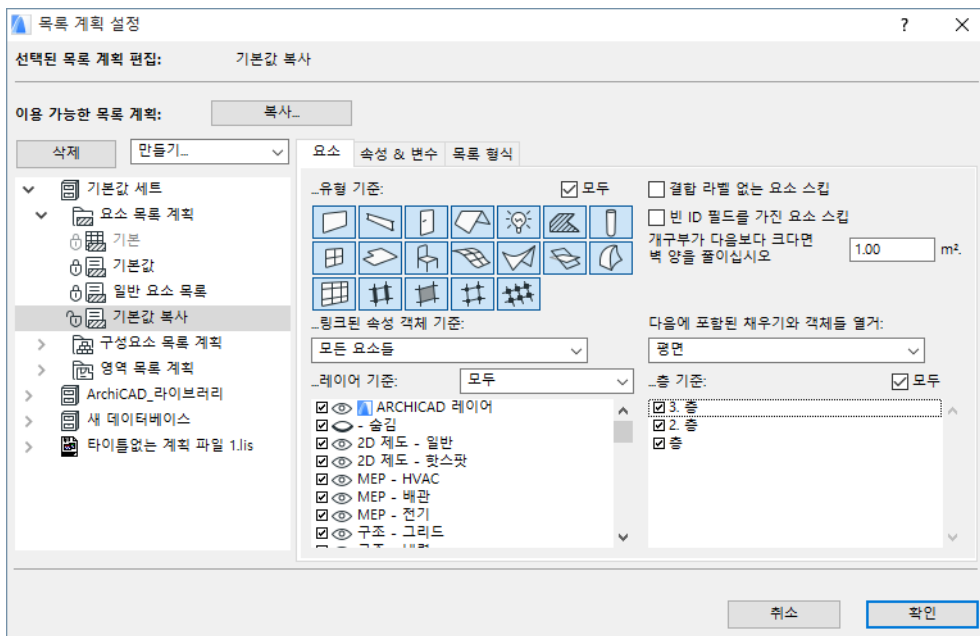 목록 계획 설정
?
선택된 목록 계획 편집: 기본값 복사
이용 가능한 목록 계획: 복사...
삭제 만들기...
기본값 세트
요소 목록 계획
기본
기본값
일반 요소 목록
기본값 복사
구성요소 목록 계획
영역 목록 계획
ArchiCAD_라이브러리
새 데이터베이스
타이틀없는 계획 파일 1.lis
요소 속성 & 변수 목록 형식
...유형 기준: 모두
결합 라벨 없는 요소 스킵
빈 ID 필드를 가진 요소 스킵
개구부가 다음보다 크다면
벽 양을 풀이십시오 1.00 m².
...링크된 속성 객체 기준:
모든 요소들
다음에 포함된 채우기와 객체들 열거:
평면
...레이어 기준: 모두
ARCHICAD 레이어
- 숨김
2D 제도 - 일반
2D 제도 - 핫스팟
MEP - HVAC
MEP - 배관
MEP - 전기
구조 - 그리드
...층 기준: 모두
3. 층
2. 층
층
취소 확인